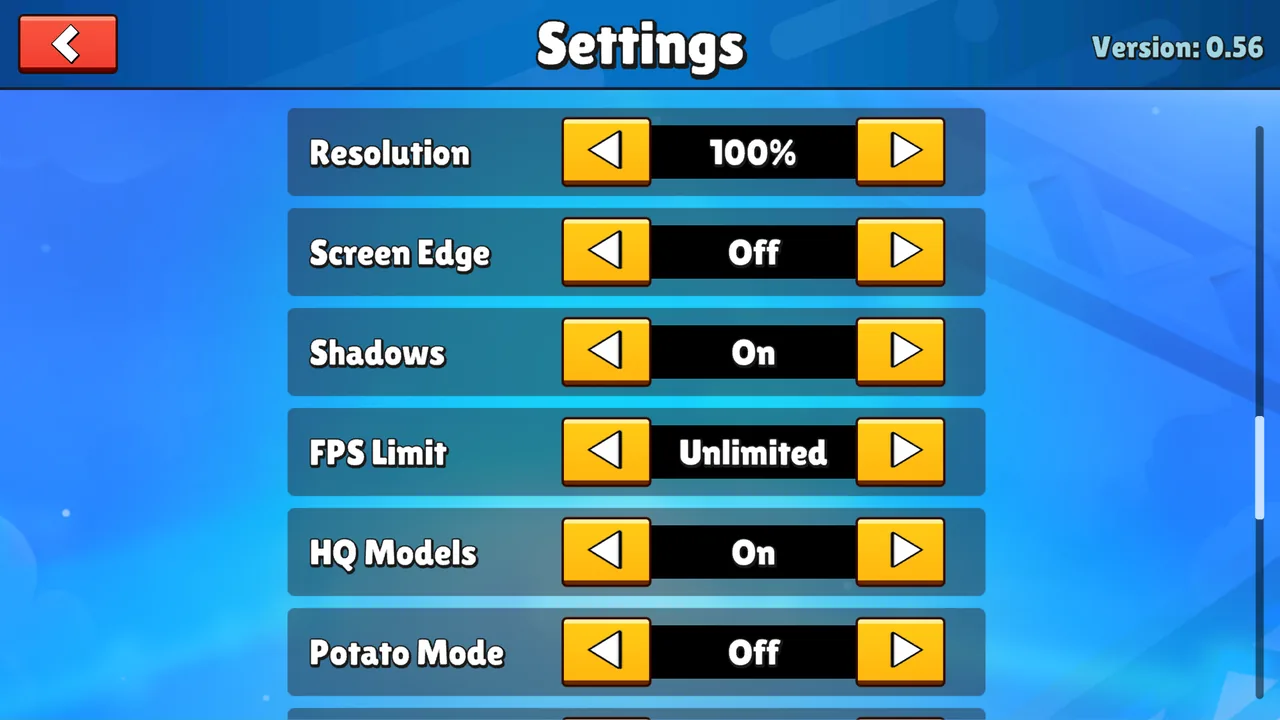 Settings
Version: 0.56
Resolution 100%
Screen Edge Off
Shadows On
FPS Limit Unlimited
HQ Models On
Potato Mode Off